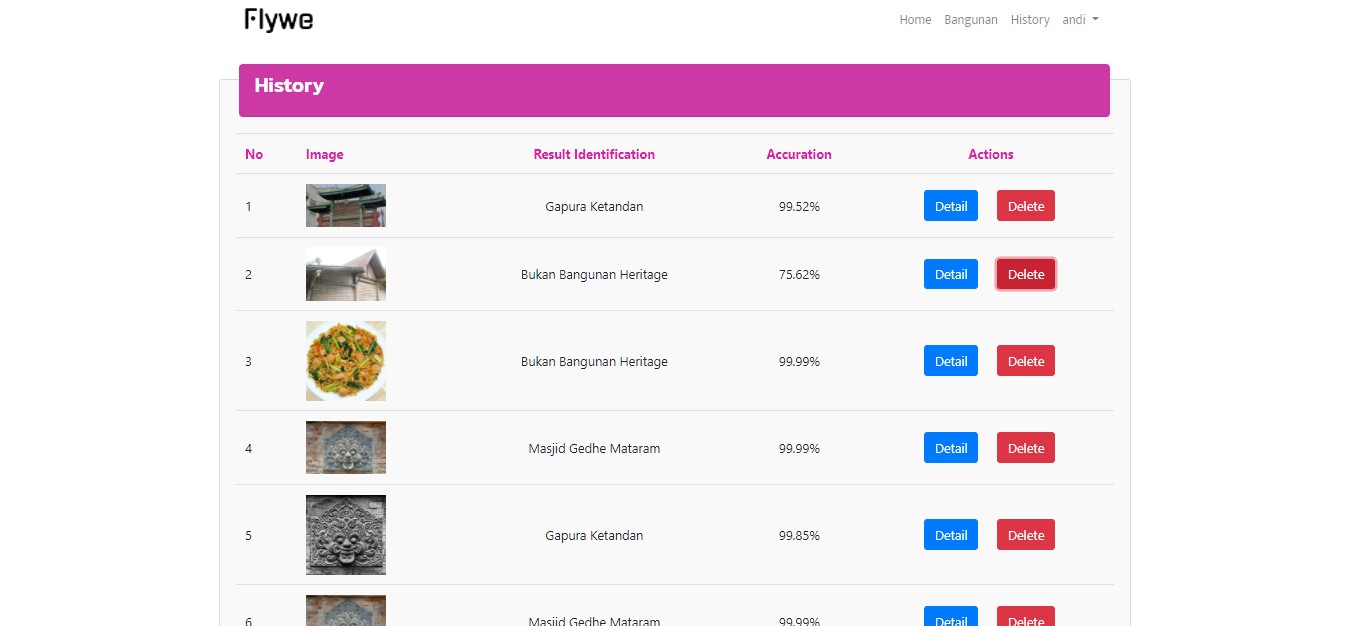 Flywe
Home Bangunan History andi
History
No Image Result Identification Accuration Actions
1 Gapura Ketandan 99.52% Detail Delete
2 Bukan Bangunan Heritage 75.62% Detail Delete
3 Bukan Bangunan Heritage 99.99% Detail Delete
4 Masjid Gedhe Mataram 99.99% Detail Delete
5 Gapura Ketandan 99.85% Detail Delete
6 Masjid Gedhe Mataram 99.99% Detail Delete